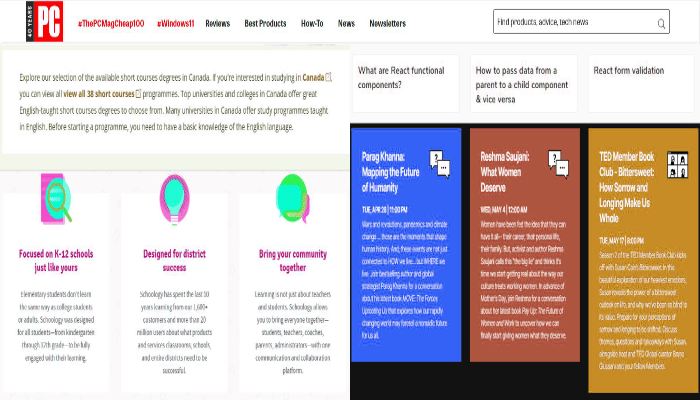 40 YEARS
PC
#ThePCMagCheap100
#Windows11
Reviews
Best Products
How-To
News
Newsletters
Find products, advice, tech news
Explore our selection of the available short courses degrees in Canada. If you're interested in studying in Canada,
you can view all view all 38 short courses programmes. Top universities and colleges in Canada offer great
English-taught short courses degrees to choose from. Many universities in Canada offer study programmes taught
in English. Before starting a programme, you need to have a basic knowledge of the English language.
What are React functional
components?
How to pass data from a
parent to a child component
& vice versa
React form validation
Focused on K-12 schools
just like yours
Elementary students don't learn
the same way as college students
or adults. Schoology was designed
for all students—from kindergarten
through 12th grade—to be fully
engaged with their learning.
Designed for district
success
Schoology has spent the last 10
years learning from our 1,600+
customers and more than 20
million users about what products
and services classrooms, schools,
and entire districts need to be
successful.
Bring your community
together
Learning is not just about teachers
and students. Schoology allows
you to bring everyone together—
students, teachers, coaches,
parents, administrators—with one
communication and collaboration
platform.
Parag Khanna:
Mapping the Future
of Humanity
TUE, APR 26 | 11:00 PM
Wars and revolutions, pandemics and climate
change ... these are the moments that shape
human history. And, these events are not just
connected to HOW we live... but WHERE we
live. Join bestselling author and global
strategist Parag Khanna for a conversation
about his latest book MOVE: The Forces
Uprooting Us that explores how our rapidly
changing world may foretell a nomadic future
for us all.
Reshma Saujani:
What Women
Deserve
WED, MAY 4 | 12:00 AM
Women have been fed the idea that they can
have it all— their career, their personal life,
their family. But, activist and author Reshma
Saujani calls this "the big lie" and thinks it's
time we start getting real about the way our
culture treats working women. In advance of
Mother's Day, join Reshma for a conversation
about her latest book Pay Up: The Future of
Women and Work to uncover how we can
finally start giving women what they deserve.
TED Member Book
Club - Bittersweet:
How Sorrow and
Longing Make Us
Whole
TUE, MAY 17 | 8:00 PM
Season 2 of the TED Member Book Club kicks
off with Susan Cain's Bittersweet. In this
beautiful exploration of our heaviest emotions,
Susan reveals the power of a bittersweet
outlook on life, and why we've been so blind to
its value. Prepare for your perceptions of
sorrow and longing to be shifted. Discuss
themes, questions and takeaways with Susan,
alongside host and TED Global curator Bruno
Giussani and your fellow Members.